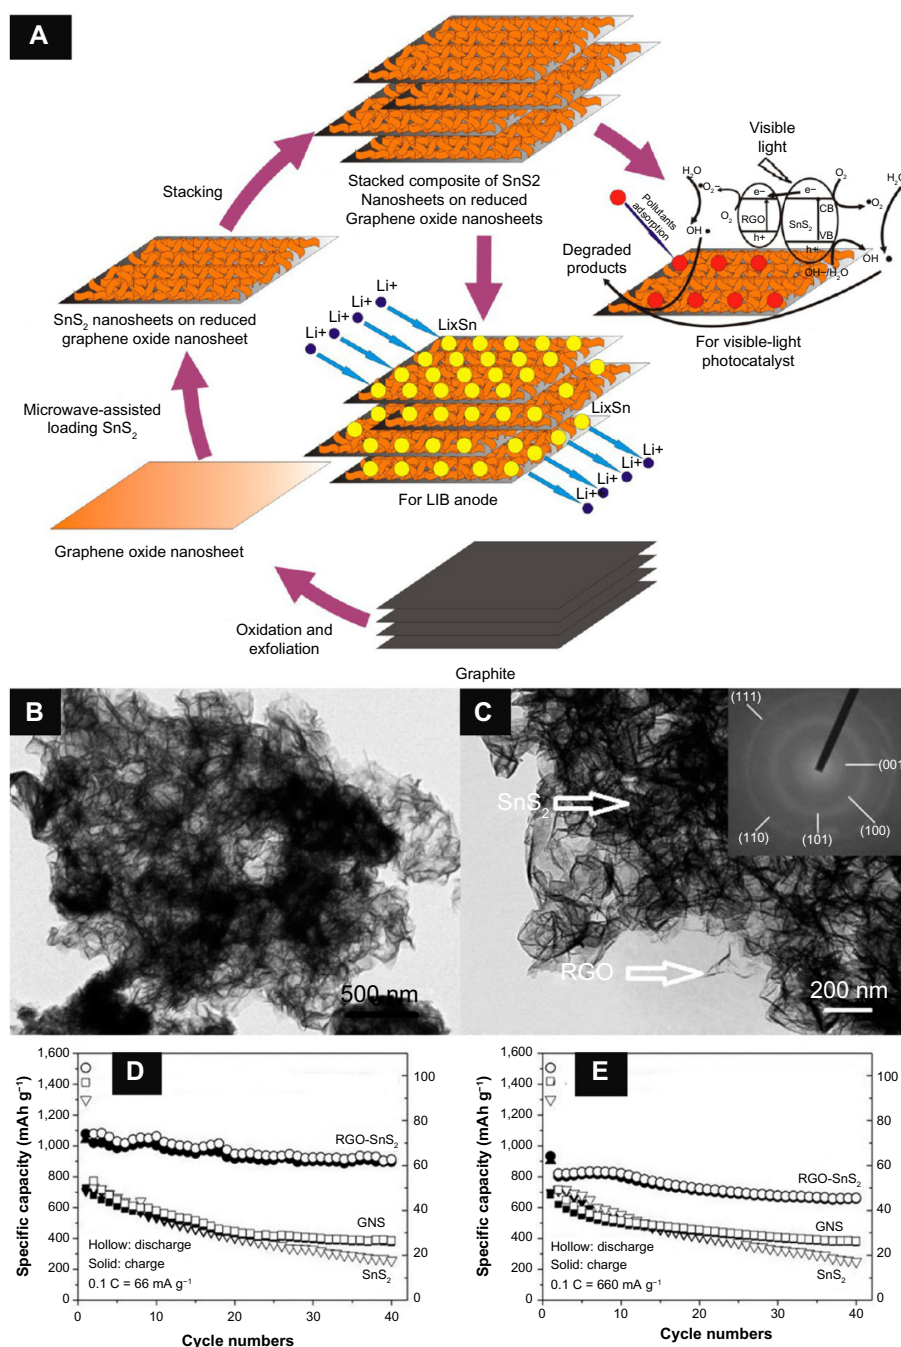 A
Stacking
Stacked composite of SnS2
Nanosheets on reduced
Graphene oxide nanosheets
Visible
light
H₂O
•O₂−
O₂
e−
e−
O₂
H₂O
•O₂
RGO
SnS₂
CB
VB
h+
h+
OH •
OH •
OH−/H₂O
Pollutants
adsorption
Degraded
products
For visible-light
photocatalyst
SnS₂ nanosheets on reduced
graphene oxide nanosheet
Li+
Li+
Li+
Li+
LixSn
LixSn
Li+
Li+
Li+
Li+
For LIB anode
Microwave-assisted
loading SnS₂
Graphene oxide nanosheet
Oxidation and
exfoliation
Graphite
B
500 nm
C
SnS₂
RGO
200 nm
(111)
(001
(100)
(101)
(110)
D
Specific capacity (mAh g⁻¹)
1,600
1,400
1,200
1,000
800
600
400
200
0
100
80
60
40
20
0
RGO-SnS₂
GNS
SnS₂
Hollow: discharge
Solid: charge
0.1 C = 66 mA g⁻¹
0 10 20 30 40
Cycle numbers
E
Specific capacity (mAh g⁻¹)
1,600
1,400
1,200
1,000
800
600
400
200
0
100
80
60
40
20
0
RGO-SnS₂
GNS
SnS₂
Hollow: discharge
Solid: charge
0.1 C = 660 mA g⁻¹
0 10 20 30 40
Cycle numbers